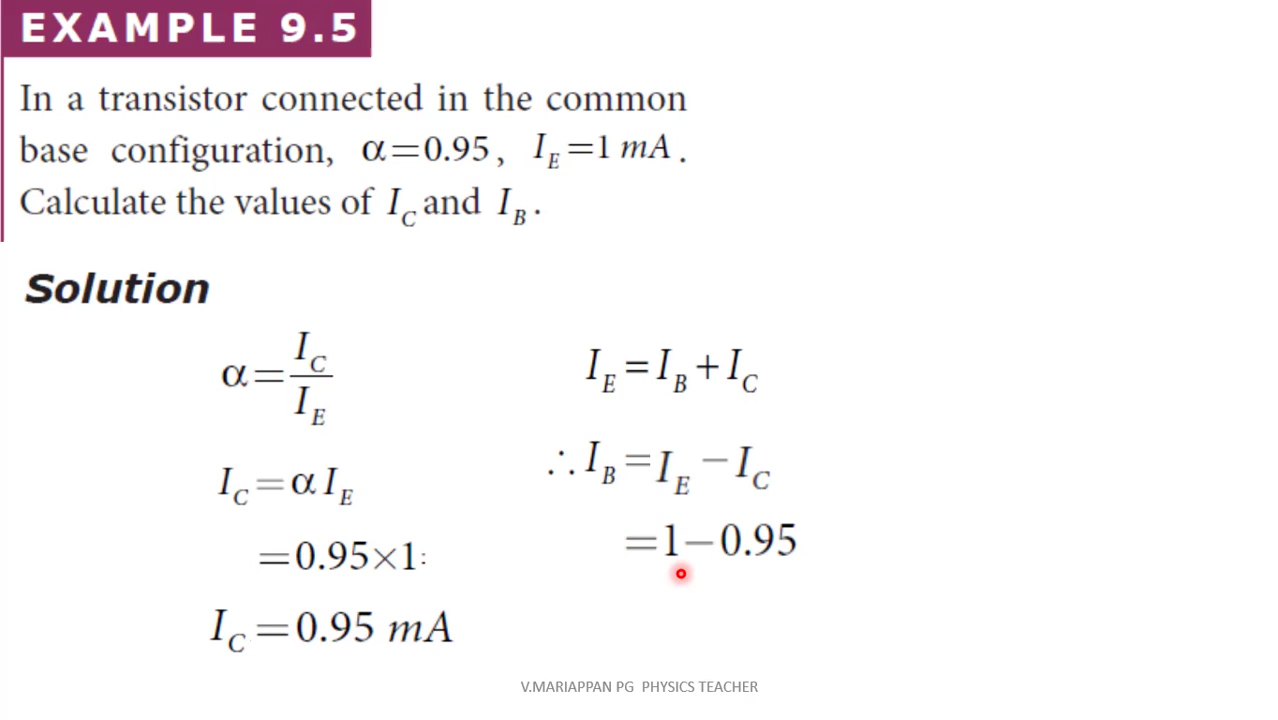 EXAMPLE 9.5
In a transistor connected in the common
base configuration, α=0.95, I_E=1 mA.
Calculate the values of I_C and I_B.
Solution
α=I_C/I_E
I_C=α I_E
=0.95×1
I_C=0.95 mA
I_E=I_B+I_C
∴ I_B=I_E−I_C
=1−0.95
V.MARIAPPAN PG PHYSICS TEACHER